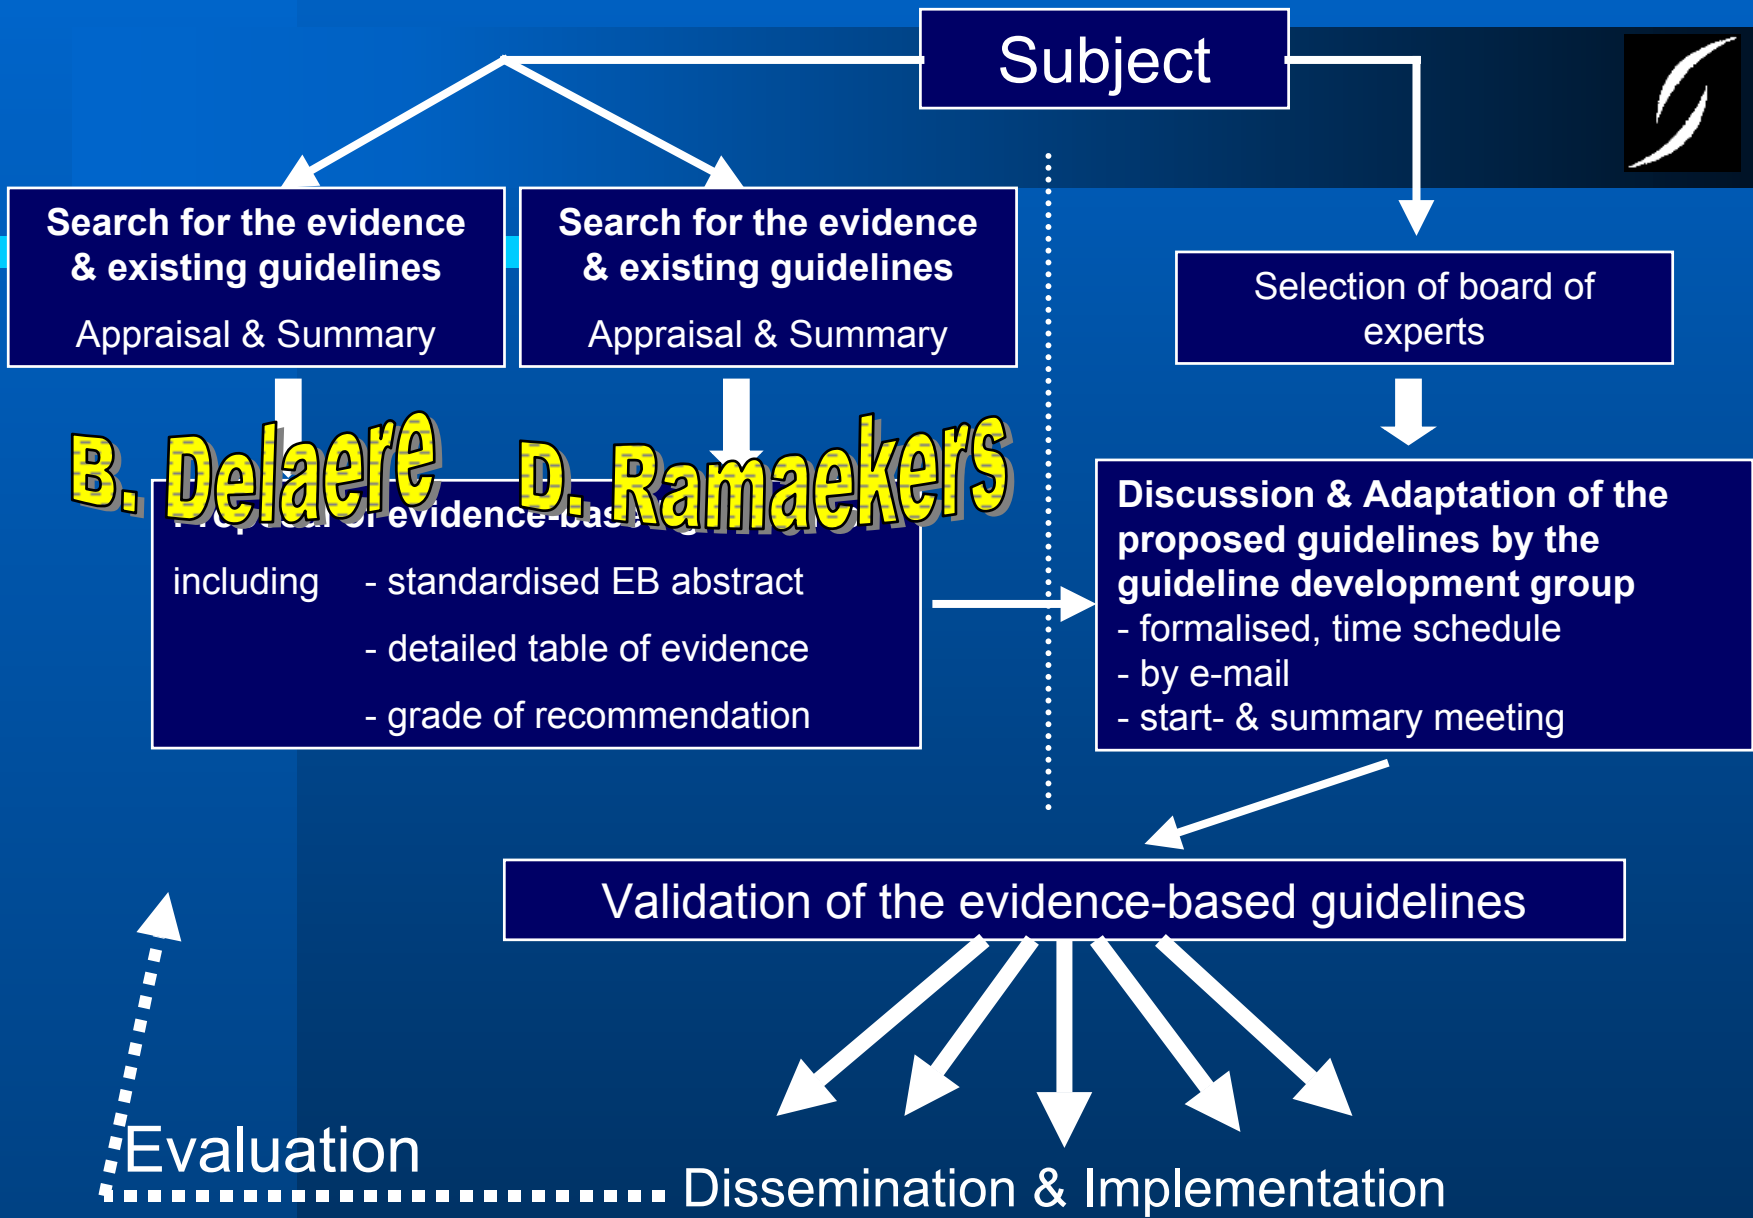 Subject
Search for the evidence
& existing guidelines
Appraisal & Summary
Search for the evidence
& existing guidelines
Appraisal & Summary
Selection of board of
experts
B. Delaere
D. Ramaekers
of evidence-based
including - standardised EB abstract
- detailed table of evidence
- grade of recommendation
Discussion & Adaptation of the
proposed guidelines by the
guideline development group
- formalised, time schedule
- by e-mail
- start- & summary meeting
Validation of the evidence-based guidelines
Evaluation
Dissemination & Implementation